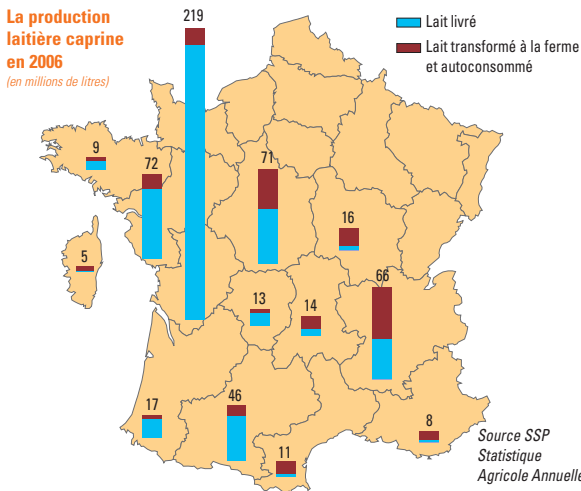 La production
laitière caprine
en 2006
(en millions de litres)
Lait livré
Lait transformé à la ferme
et autoconsommé
219
9
72
71
16
5
66
13
14
17
46
11
8
Source SSP
Statistique
Agricole Annuelle